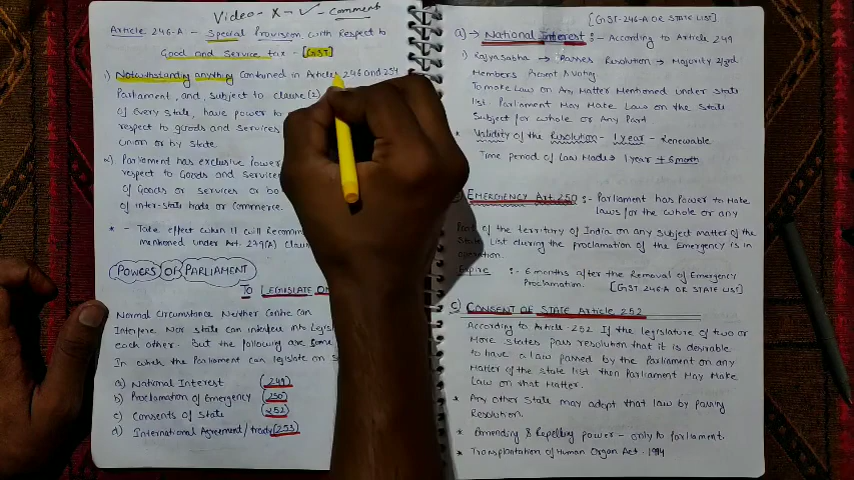 Video - X - ✓ - Comment
Article 246-A - Special Provision with Respect to
Good and Service tax - [GST]
1) Notwithstanding anything Contained in Articles 246 and 254
Parliament, and, subject to clause (2)
of Every state, have power to
respect to goods and services
union or by State.
2) Parliament has exclusive Power
respect to Goods and Services
of Goods or services or bo
of inter-state trade or Commerce.
* - Take effect when it will Recomm
mentioned under Art. 279(A) Clau
POWERS OF PARLIAMENT
TO LEGISLATE ON
Normal Circumstance Neither Centre can
Interfere Nor state can interfere into Legis
each other. But the following are Some
In which the Parliament can legislate on S
a) National Interest (249)
b) Proclamation of Emergency (250)
c) Consents of State (252)
d) International Agreement/trady (253)
[GST-246-A OR STATE LIST]
a) → National Interest :- According to Article 249
i) Rajyasabha → Passes Resolution → Majority 2/3rd
Members Present & Voting
To make Law on Any Matter Mentioned under State
list. Parliament May Make Law on the State
Subject for whole or Any Part
* Validity of the Resolution - 1 year - Renewable
Time period of Law Made → 1 year + 6 month
EMERGENCY Art 250 :- Parliament has Power to Make
laws for the whole or any
Part of the territory of India on any Subject matter of the
State List during the proclamation of the Emergency is in
operation.
Expire :- 6 months after the Removal of Emergency
Proclamation. [GST 246-A OR STATE LIST]
C) CONSENT OF STATE Article 252
According to Article-252 If the legislature of two or
More States pass resolution that it is desirable
to have a law passed by the Parliament on any
Matter of the state list then Parliament May Make
Law on that Matter.
* Any other State may adopt that law by passing
Resolution.
* Amending & Repelling power - only to Parliament.
* Transplantation of Human Organ Act - 1994